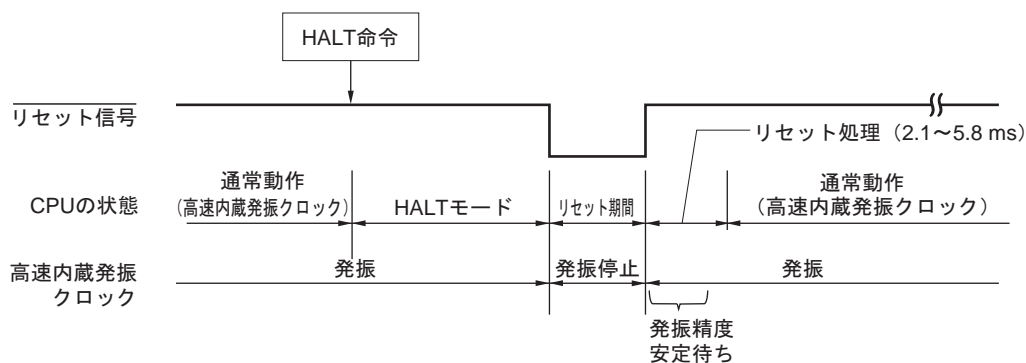 HALT命令
リセット信号
リセット処理（2.1～5.8 ms）
CPUの状態
通常動作
（高速内蔵発振クロック）
HALTモード
リセット期間
通常動作
（高速内蔵発振クロック）
高速内蔵発振
クロック
発振
発振停止
発振
発振精度
安定待ち